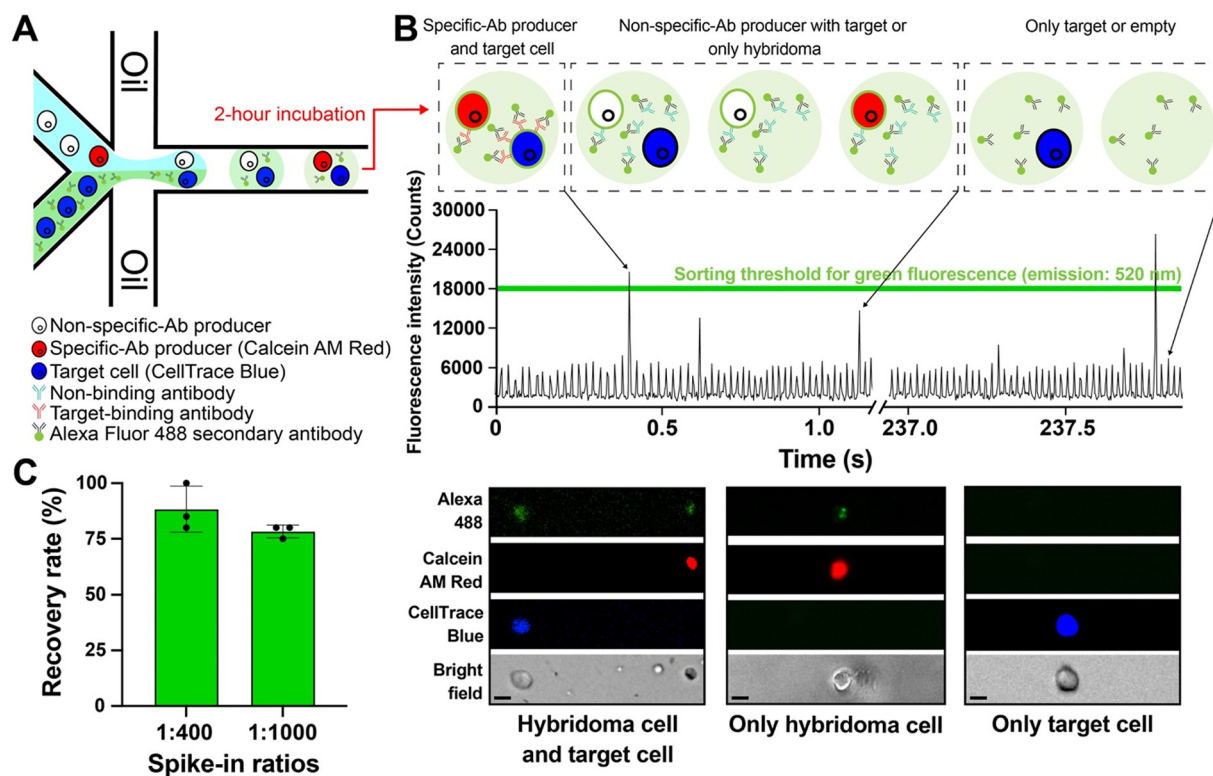 A
Oil
Oil
2-hour incubation
Non-specific-Ab producer
Specific-Ab producer (Calcein AM Red)
Target cell (CellTrace Blue)
Non-binding antibody
Target-binding antibody
Alexa Fluor 488 secondary antibody
B
Specific-Ab producer
and target cell
Non-specific-Ab producer with target or
only hybridoma
Only target or empty
Fluorescence intensity (Counts)
30000
24000
18000
12000
6000
0
Sorting threshold for green fluorescence (emission: 520 nm)
0
0.5
1.0
237.0
237.5
Time (s)
C
Recovery rate (%)
100
75
50
25
0
1:400
1:1000
Spike-in ratios
Alexa
488
Calcein
AM Red
CellTrace
Blue
Bright
field
Hybridoma cell
and target cell
Only hybridoma cell
Only target cell